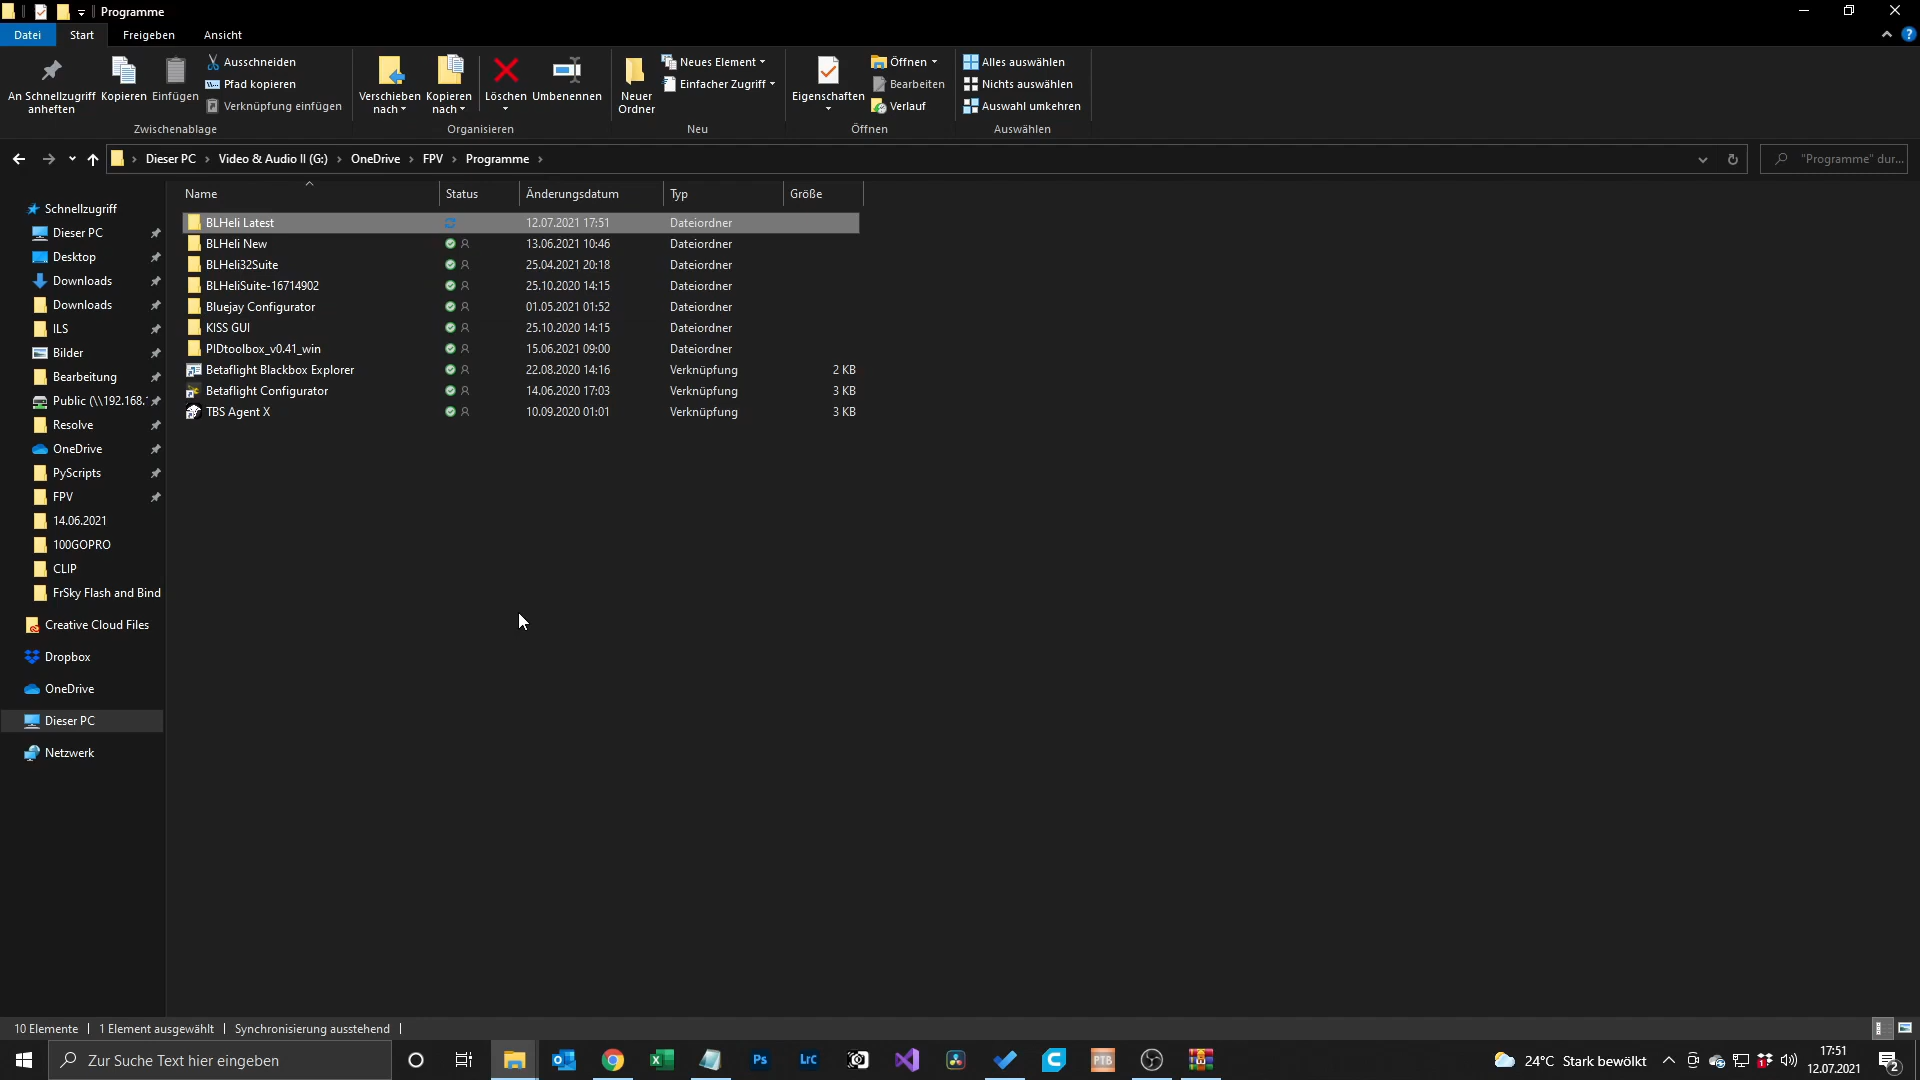 Programme
Datei Start Freigeben Ansicht
An Schnellzugriff anheften
Kopieren
Einfügen
Ausschneiden
Pfad kopieren
Verknüpfung einfügen
Zwischenablage
Verschieben nach
Kopieren nach
Löschen
Umbenennen
Organisieren
Neuer Ordner
Neues Element
Einfacher Zugriff
Neu
Eigenschaften
Öffnen
Bearbeiten
Verlauf
Öffnen
Alles auswählen
Nichts auswählen
Auswahl umkehren
Auswählen
Dieser PC › Video & Audio II (G:) › OneDrive › FPV › Programme ›
"Programme" dur...
Name Status Änderungsdatum Typ Größe
BLHeli Latest 12.07.2021 17:51 Dateiordner
BLHeli New 13.06.2021 10:46 Dateiordner
BLHeli32Suite 25.04.2021 20:18 Dateiordner
BLHeliSuite-16714902 25.10.2020 14:15 Dateiordner
Bluejay Configurator 01.05.2021 01:52 Dateiordner
KISS GUI 25.10.2020 14:15 Dateiordner
PIDtoolbox_v0.41_win 15.06.2021 09:00 Dateiordner
Betaflight Blackbox Explorer 22.08.2020 14:16 Verknüpfung 2 KB
Betaflight Configurator 14.06.2020 17:03 Verknüpfung 3 KB
TBS Agent X 10.09.2020 01:01 Verknüpfung 3 KB
Schnellzugriff
Dieser PC
Desktop
Downloads
Downloads
ILS
Bilder
Bearbeitung
Public (\\192.168.
Resolve
OneDrive
PyScripts
FPV
14.06.2021
100GOPRO
CLIP
FrSky Flash and Bind
Creative Cloud Files
Dropbox
OneDrive
Dieser PC
Netzwerk
10 Elemente | 1 Element ausgewählt | Synchronisierung ausstehend |
Zur Suche Text hier eingeben
Ps
LrC
PTB
24°C Stark bewölkt
17:51
12.07.2021
2